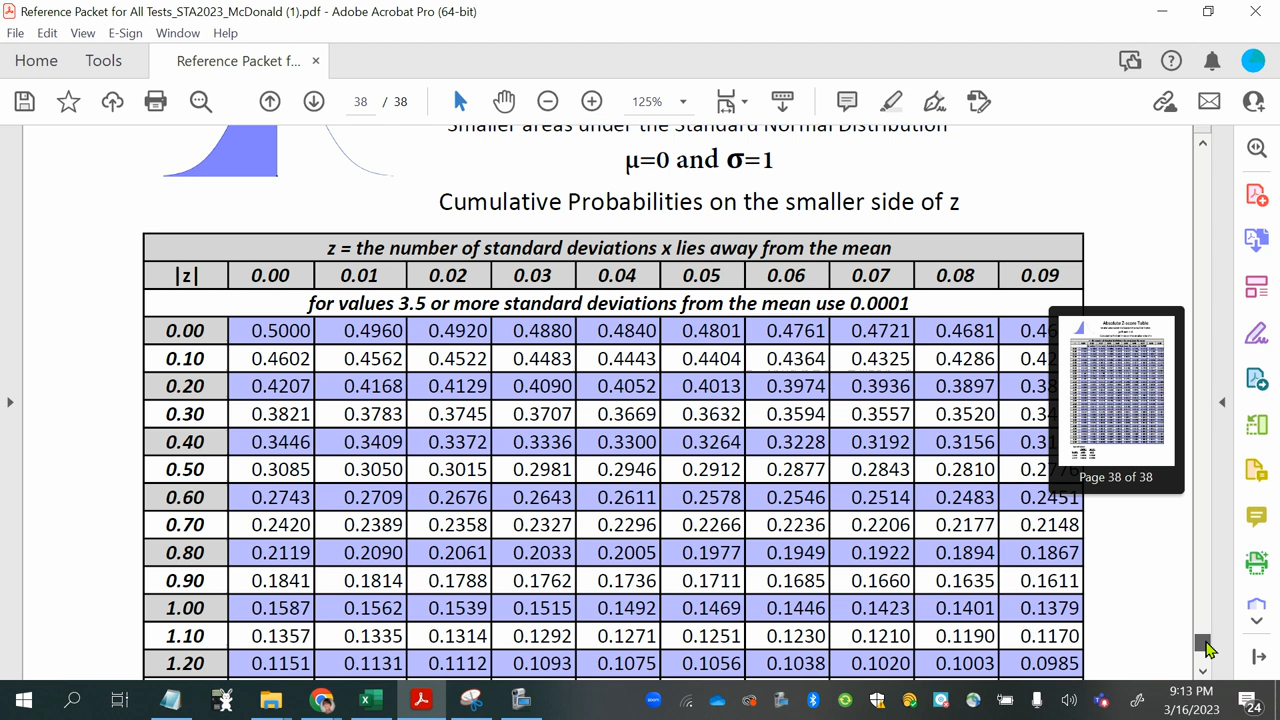 Reference Packet for All Tests_STA2023_McDonald (1).pdf - Adobe Acrobat Pro (64-bit)
File Edit View E-Sign Window Help
Home Tools Reference Packet f... ×
38 / 38 125%
Smaller areas under the Standard Normal Distribution
μ=0 and σ=1
Cumulative Probabilities on the smaller side of z
z = the number of standard deviations x lies away from the mean
|z| 0.00 0.01 0.02 0.03 0.04 0.05 0.06 0.07 0.08 0.09
for values 3.5 or more standard deviations from the mean use 0.0001
0.00 0.5000 0.4960 0.4920 0.4880 0.4840 0.4801 0.4761 0.4721 0.4681
0.10 0.4602 0.4562 0.4522 0.4483 0.4443 0.4404 0.4364 0.4325 0.4286
0.20 0.4207 0.4168 0.4129 0.4090 0.4052 0.4013 0.3974 0.3936 0.3897
0.30 0.3821 0.3783 0.3745 0.3707 0.3669 0.3632 0.3594 0.3557 0.3520
0.40 0.3446 0.3409 0.3372 0.3336 0.3300 0.3264 0.3228 0.3192 0.3156
0.50 0.3085 0.3050 0.3015 0.2981 0.2946 0.2912 0.2877 0.2843 0.2810 0.2776
0.60 0.2743 0.2709 0.2676 0.2643 0.2611 0.2578 0.2546 0.2514 0.2483 0.2451
0.70 0.2420 0.2389 0.2358 0.2327 0.2296 0.2266 0.2236 0.2206 0.2177 0.2148
0.80 0.2119 0.2090 0.2061 0.2033 0.2005 0.1977 0.1949 0.1922 0.1894 0.1867
0.90 0.1841 0.1814 0.1788 0.1762 0.1736 0.1711 0.1685 0.1660 0.1635 0.1611
1.00 0.1587 0.1562 0.1539 0.1515 0.1492 0.1469 0.1446 0.1423 0.1401 0.1379
1.10 0.1357 0.1335 0.1314 0.1292 0.1271 0.1251 0.1230 0.1210 0.1190 0.1170
1.20 0.1151 0.1131 0.1112 0.1093 0.1075 0.1056 0.1038 0.1020 0.1003 0.0985
Absolute Z-score Table
Page 38 of 38
9:13 PM
3/16/2023
24